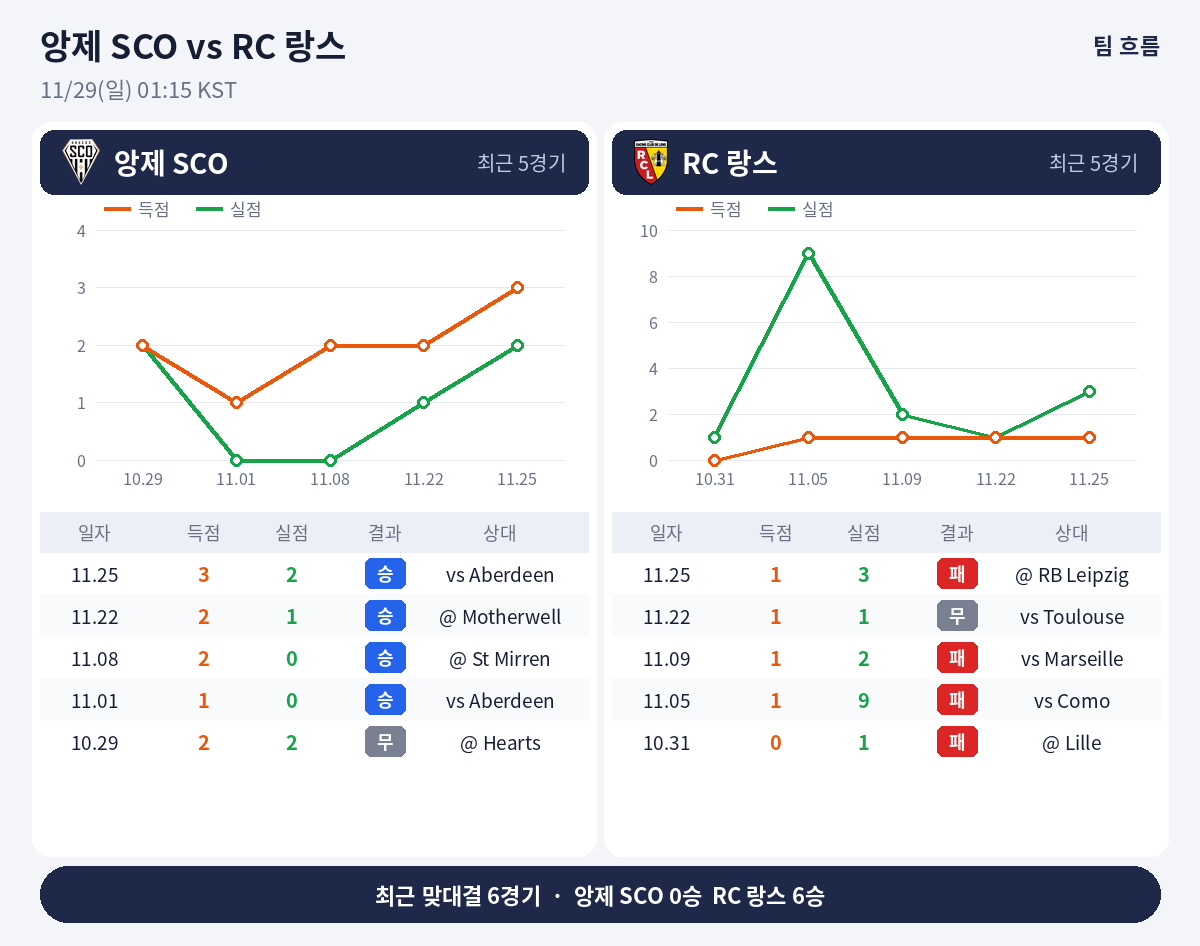 앙제 SCO vs RC 랑스
팀 흐름
11/29(일) 01:15 KST
SCO
앙제 SCO
최근 5경기
득점 실점
4
3
2
1
0
10.29 11.01 11.08 11.22 11.25
일자 득점 실점 결과 상대
11.25 3 2 승 vs Aberdeen
11.22 2 1 승 @ Motherwell
11.08 2 0 승 @ St Mirren
11.01 1 0 승 vs Aberdeen
10.29 2 2 무 @ Hearts
RCL
RC 랑스
최근 5경기
득점 실점
10
8
6
4
2
0
10.31 11.05 11.09 11.22 11.25
일자 득점 실점 결과 상대
11.25 1 3 패 @ RB Leipzig
11.22 1 1 무 vs Toulouse
11.09 1 2 패 vs Marseille
11.05 1 9 패 vs Como
10.31 0 1 패 @ Lille
최근 맞대결 6경기 · 앙제 SCO 0승 RC 랑스 6승